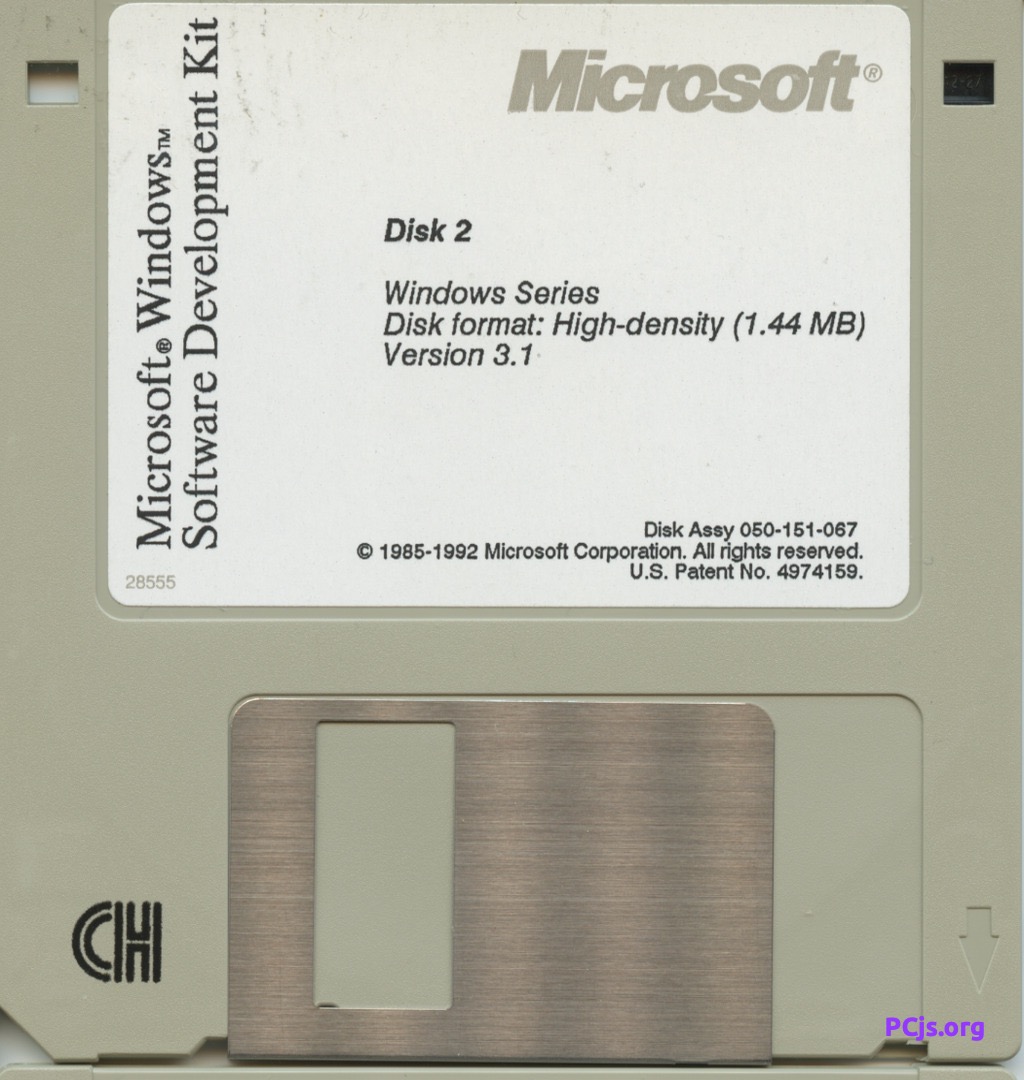 Microsoft® Windows™
Software Development Kit
Microsoft®
Disk 2
Windows Series
Disk format: High-density (1.44 MB)
Version 3.1
Disk Assy 050-151-067
© 1985-1992 Microsoft Corporation. All rights reserved.
U.S. Patent No. 4974159.
28555
CH
PCjs.org